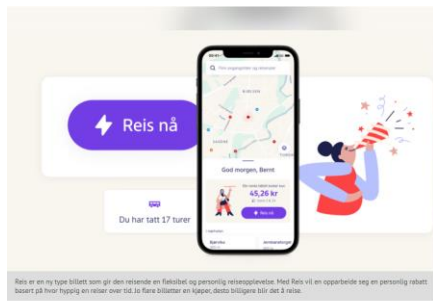 Reis nå
God morgen, Bernt
45,26 kr
Reis nå
Du har tatt 17 turer
Reis er en ny type billett som gir den reisende en fleksibel og personlig reiseopplevelse. Med Reis vil en opparbeide seg en personlig rabatt
basert på hvor hyppig en reiser over tid. Jo flere billetter en kjøper, desto billigere blir det å reise.